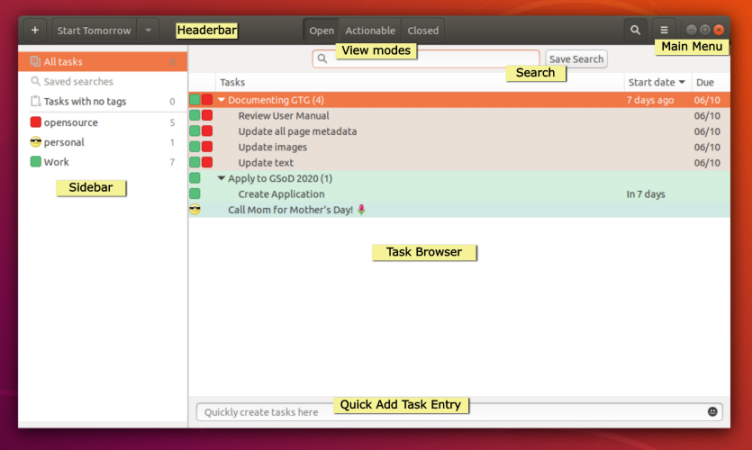 + Start Tomorrow Headerbar Open Actionable Closed
View modes
Main Menu
All tasks
Save Search
Search
Saved searches
Tasks Start date Due
Tasks with no tags 0
Documenting GTG (4) 7 days ago 06/10
opensource 5
Review User Manual 06/10
Update all page metadata 06/10
personal 1
Update images 06/10
Work 7
Update text 06/10
Apply to GSoD 2020 (1)
Sidebar
Create Application In 7 days
Call Mom for Mother's Day!
Task Browser
Quick Add Task Entry
Quickly create tasks here